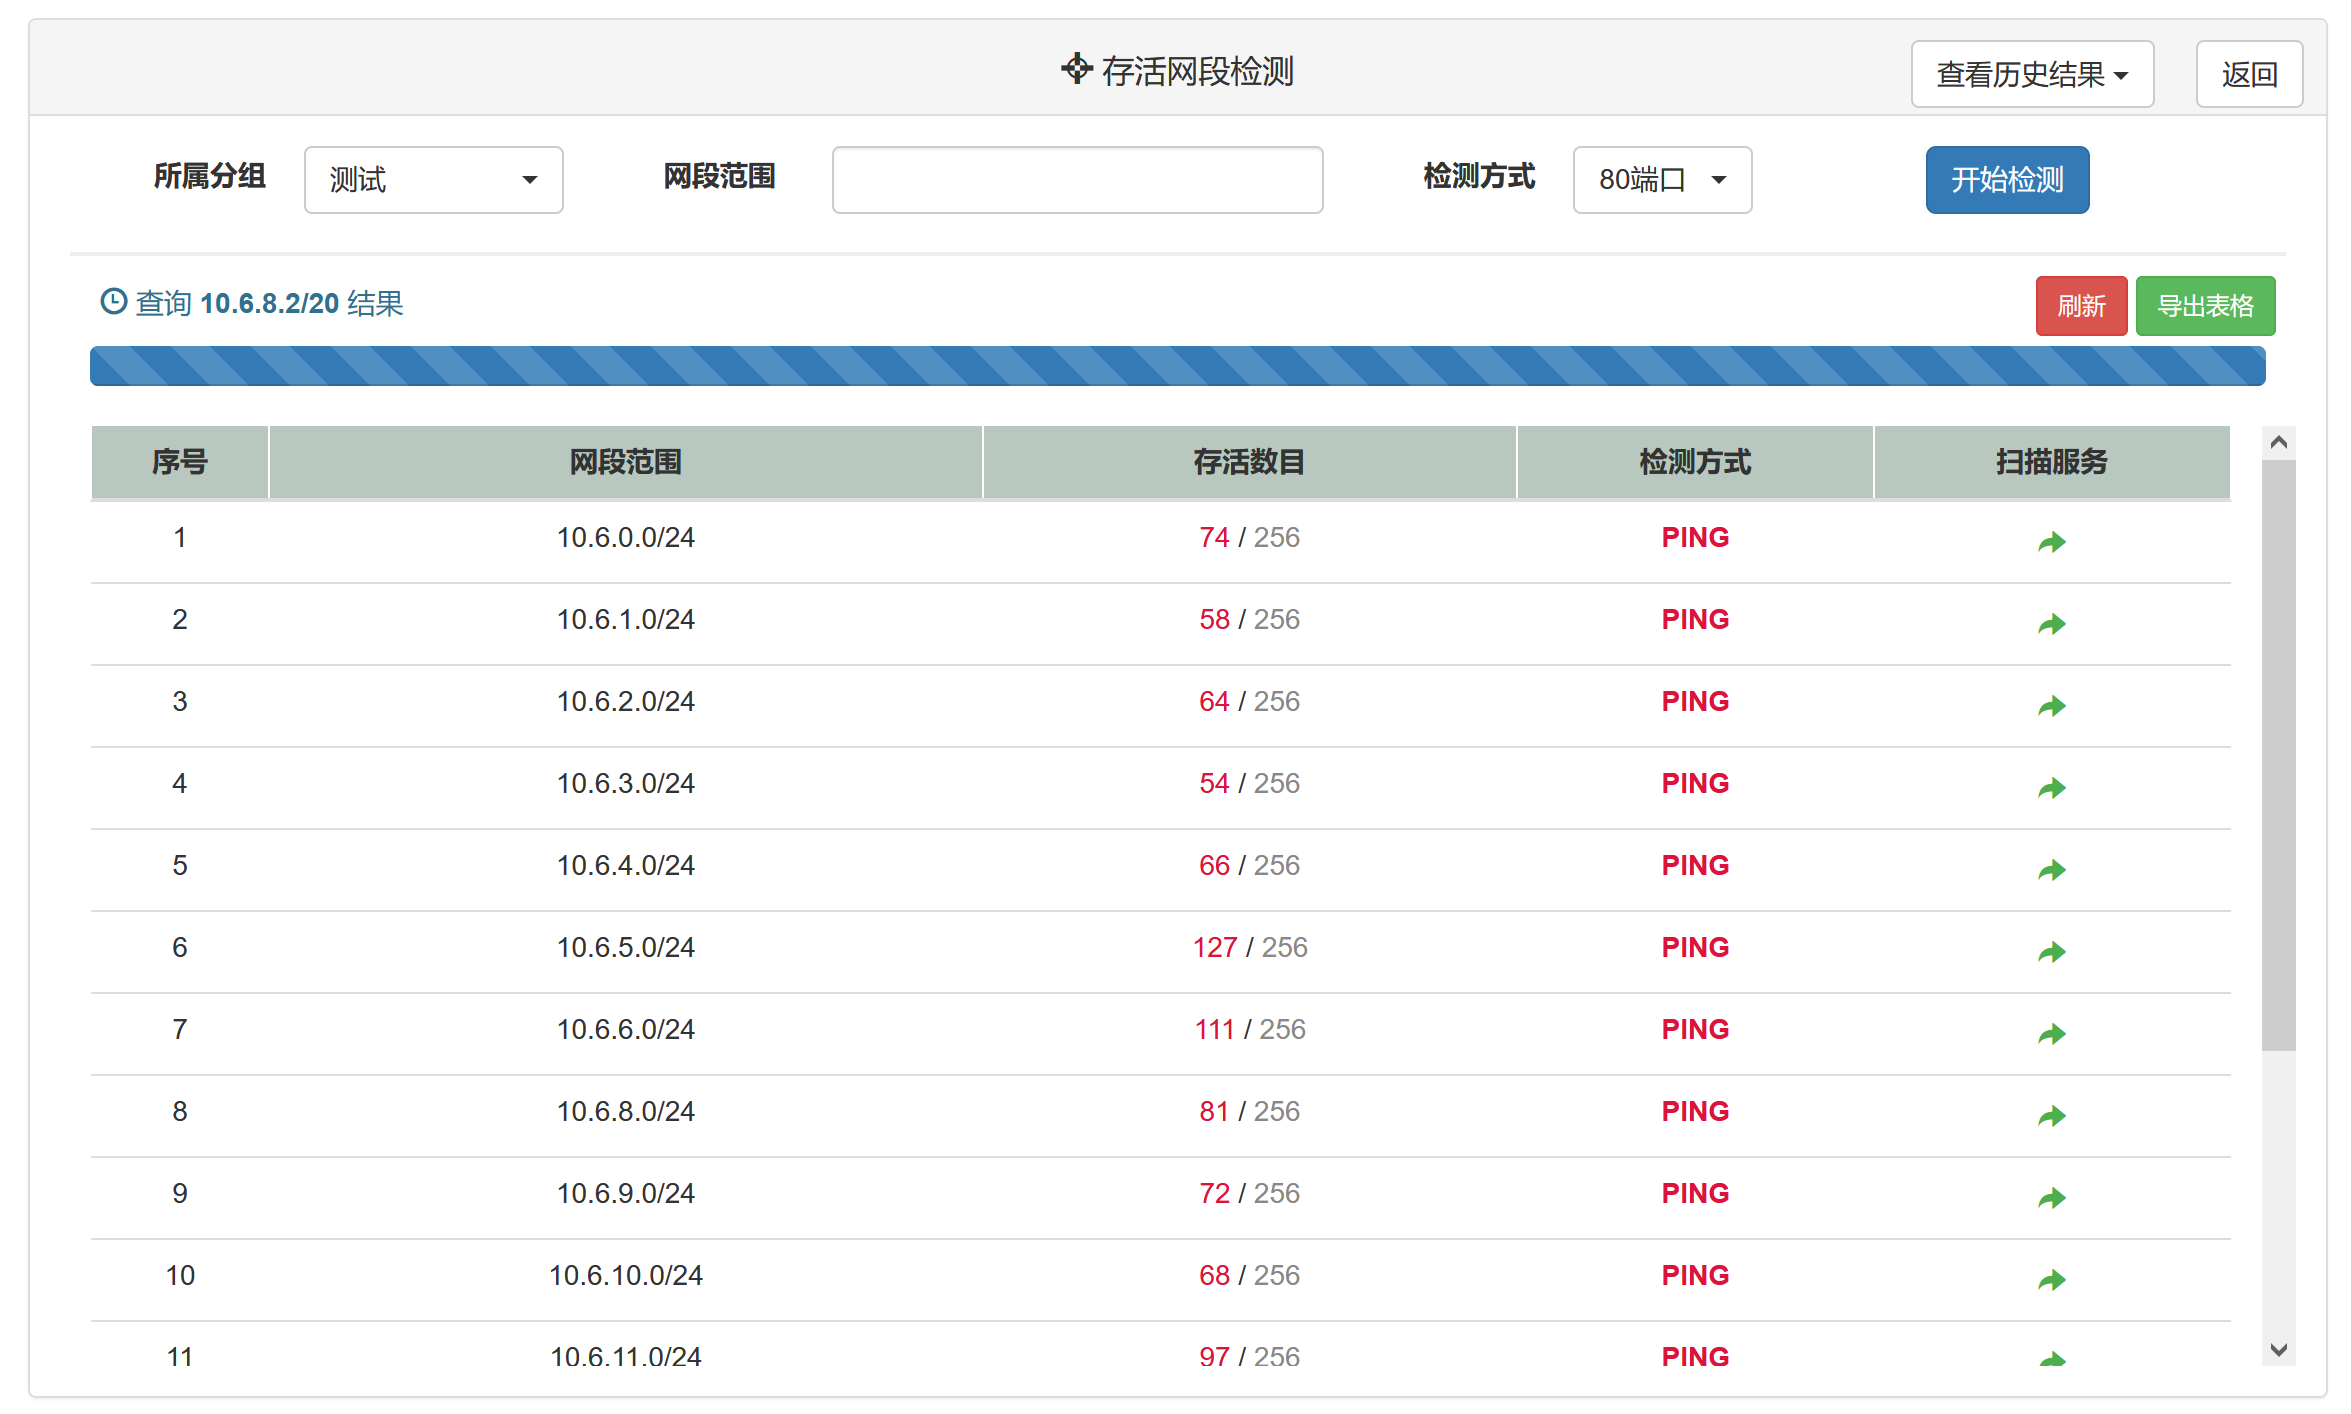 存活网段检测 查看历史结果 返回
所属分组 测试 网段范围 检测方式 80端口 开始检测
查询 10.6.8.2/20 结果 刷新 导出表格
序号 网段范围 存活数目 检测方式 扫描服务
1 10.6.0.0/24 74 / 256 PING
2 10.6.1.0/24 58 / 256 PING
3 10.6.2.0/24 64 / 256 PING
4 10.6.3.0/24 54 / 256 PING
5 10.6.4.0/24 66 / 256 PING
6 10.6.5.0/24 127 / 256 PING
7 10.6.6.0/24 111 / 256 PING
8 10.6.8.0/24 81 / 256 PING
9 10.6.9.0/24 72 / 256 PING
10 10.6.10.0/24 68 / 256 PING
11 10.6.11.0/24 97 / 256 PING